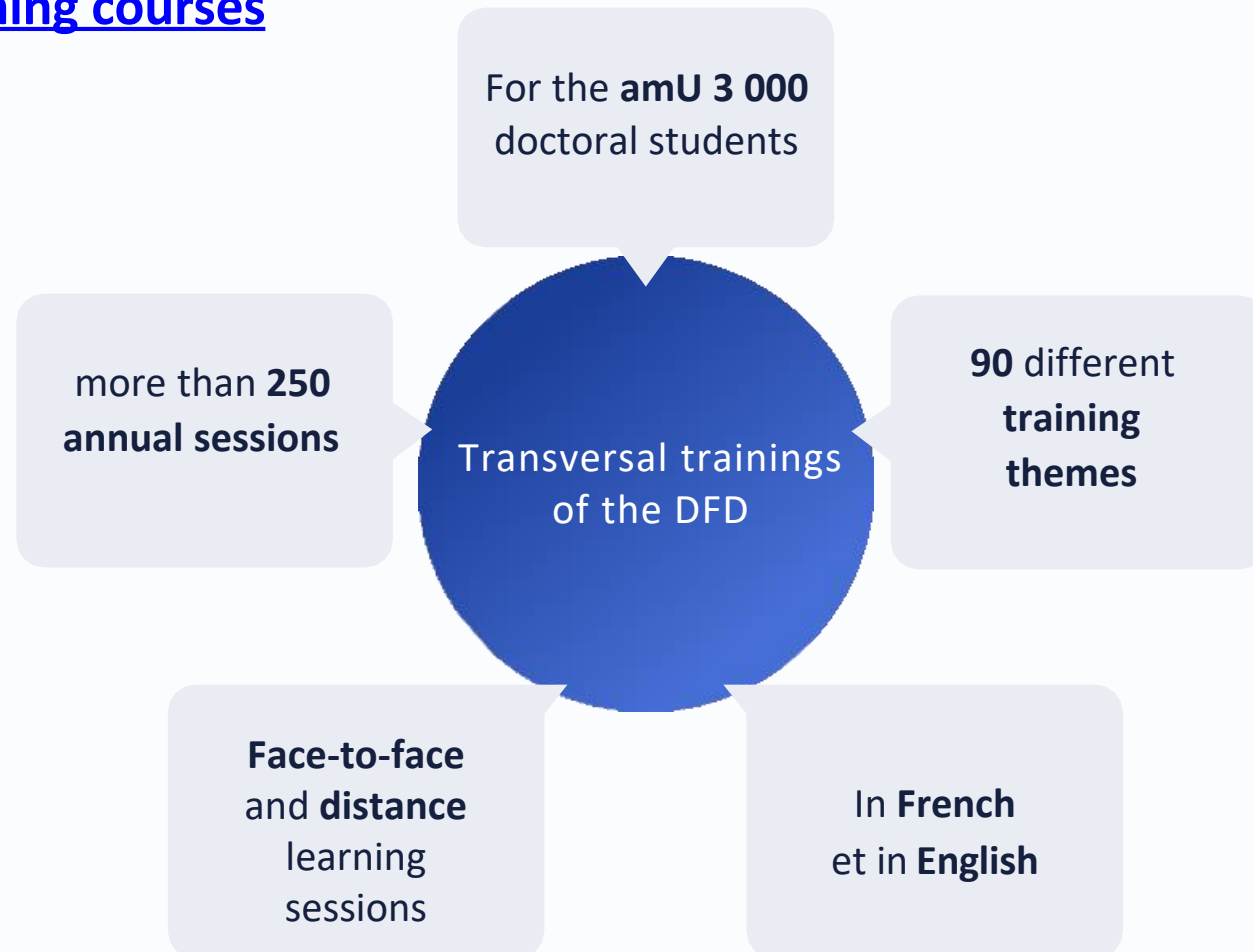 ning courses
For the amU 3 000
doctoral students
more than 250
annual sessions
90 different
training
themes
Transversal trainings
of the DFD
Face-to-face
and distance
learning
sessions
In French
et in English